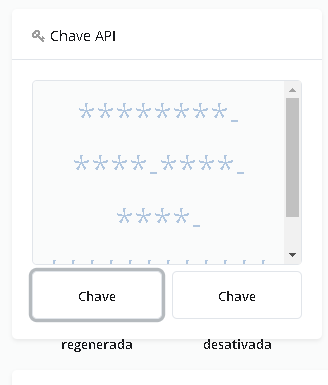 Chave API
********-
****-****-
****-
Chave
Chave
regenerada
desativada